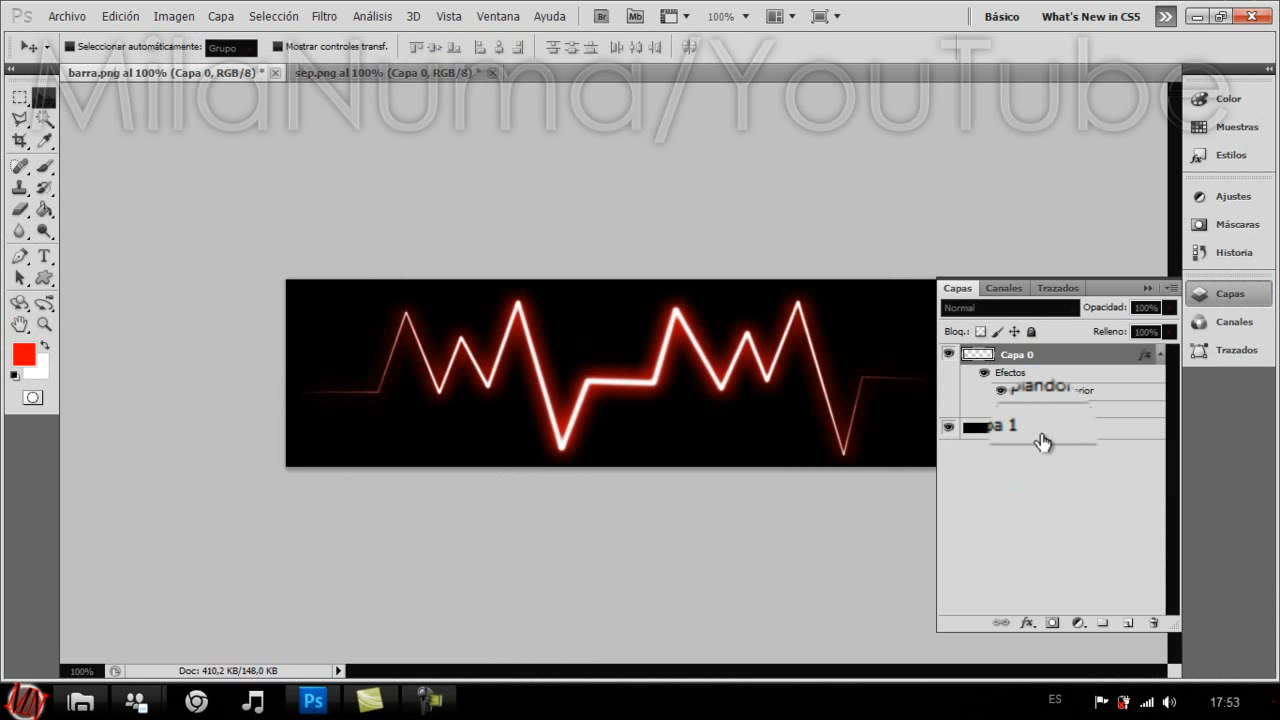 Archivo Edición Imagen Capa Selección Filtro Análisis 3D Vista Ventana Ayuda Br Mb 100% Básico What's New in CS5
Seleccionar automáticamente: Grupo Mostrar controles transf.
MilaNuma/YouTube
barra.png al 100% (Capa 0, RGB/8) * sep.png al 100% (Capa 0, RGB/8) *
Color
Muestras
Estilos
Ajustes
Máscaras
Historia
Capas
Canales
Trazados
Capas Canales Trazados
Normal Opacidad: 100%
Bloq.: Relleno: 100%
Capa 0 fx
Efectos
100% Doc: 410,2 KB/148,0 KB
Ps ES 17:53